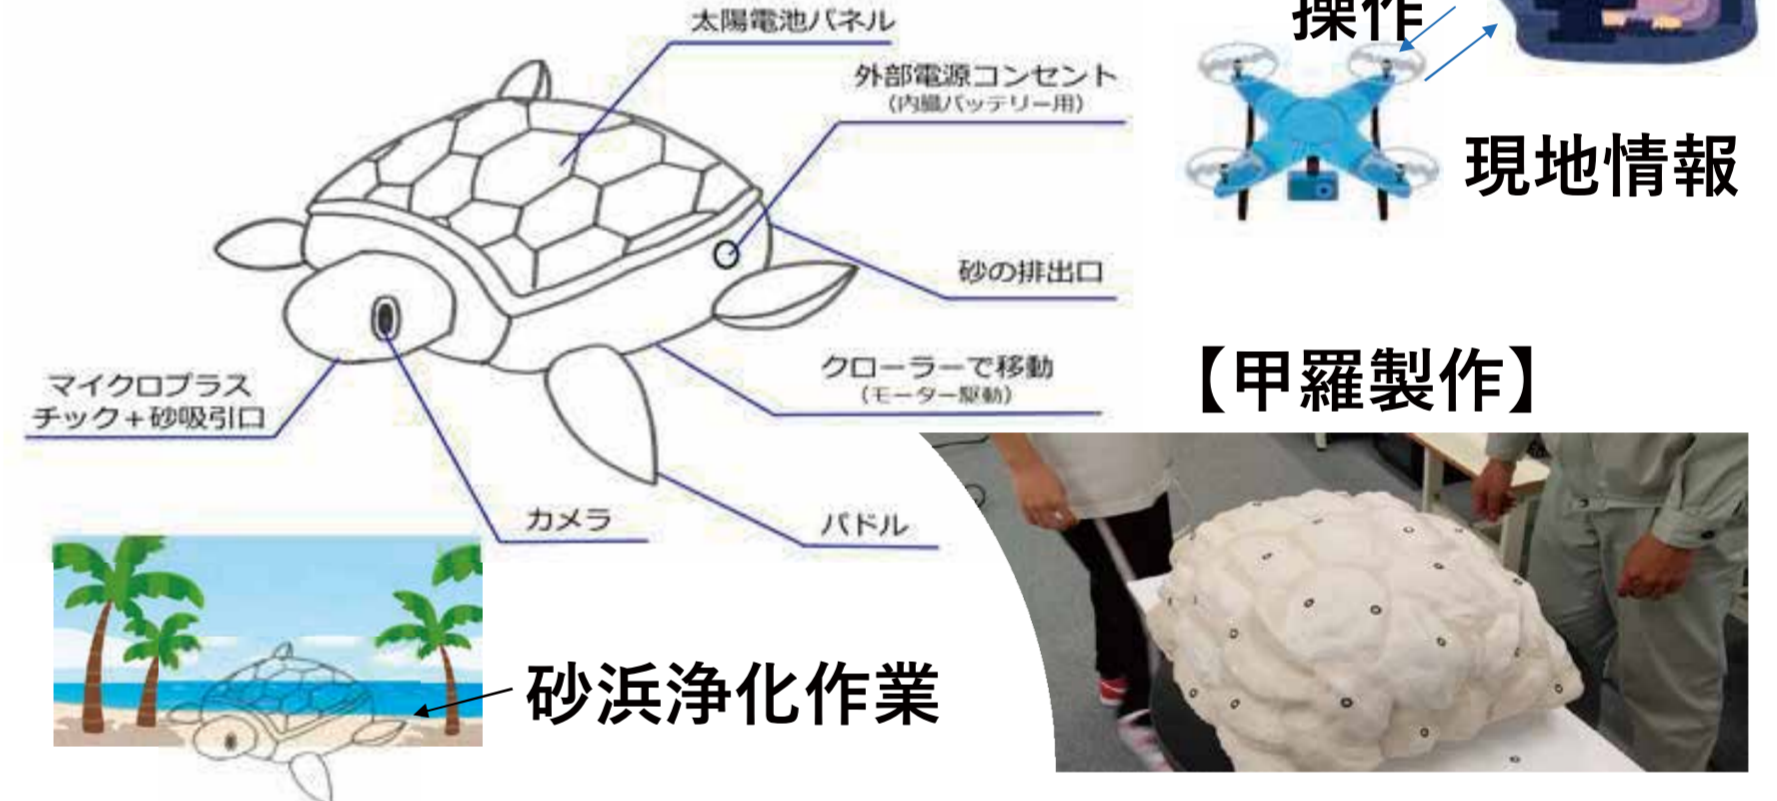 太陽電池パネル
外部電源コンセント
(内臓バッテリー用)
砂の排出口
クローラーで移動
(モーター駆動)
マイクロプラス
チック+砂吸引口
カメラ
パドル
操作
現地情報
【甲羅製作】
砂浜浄化作業